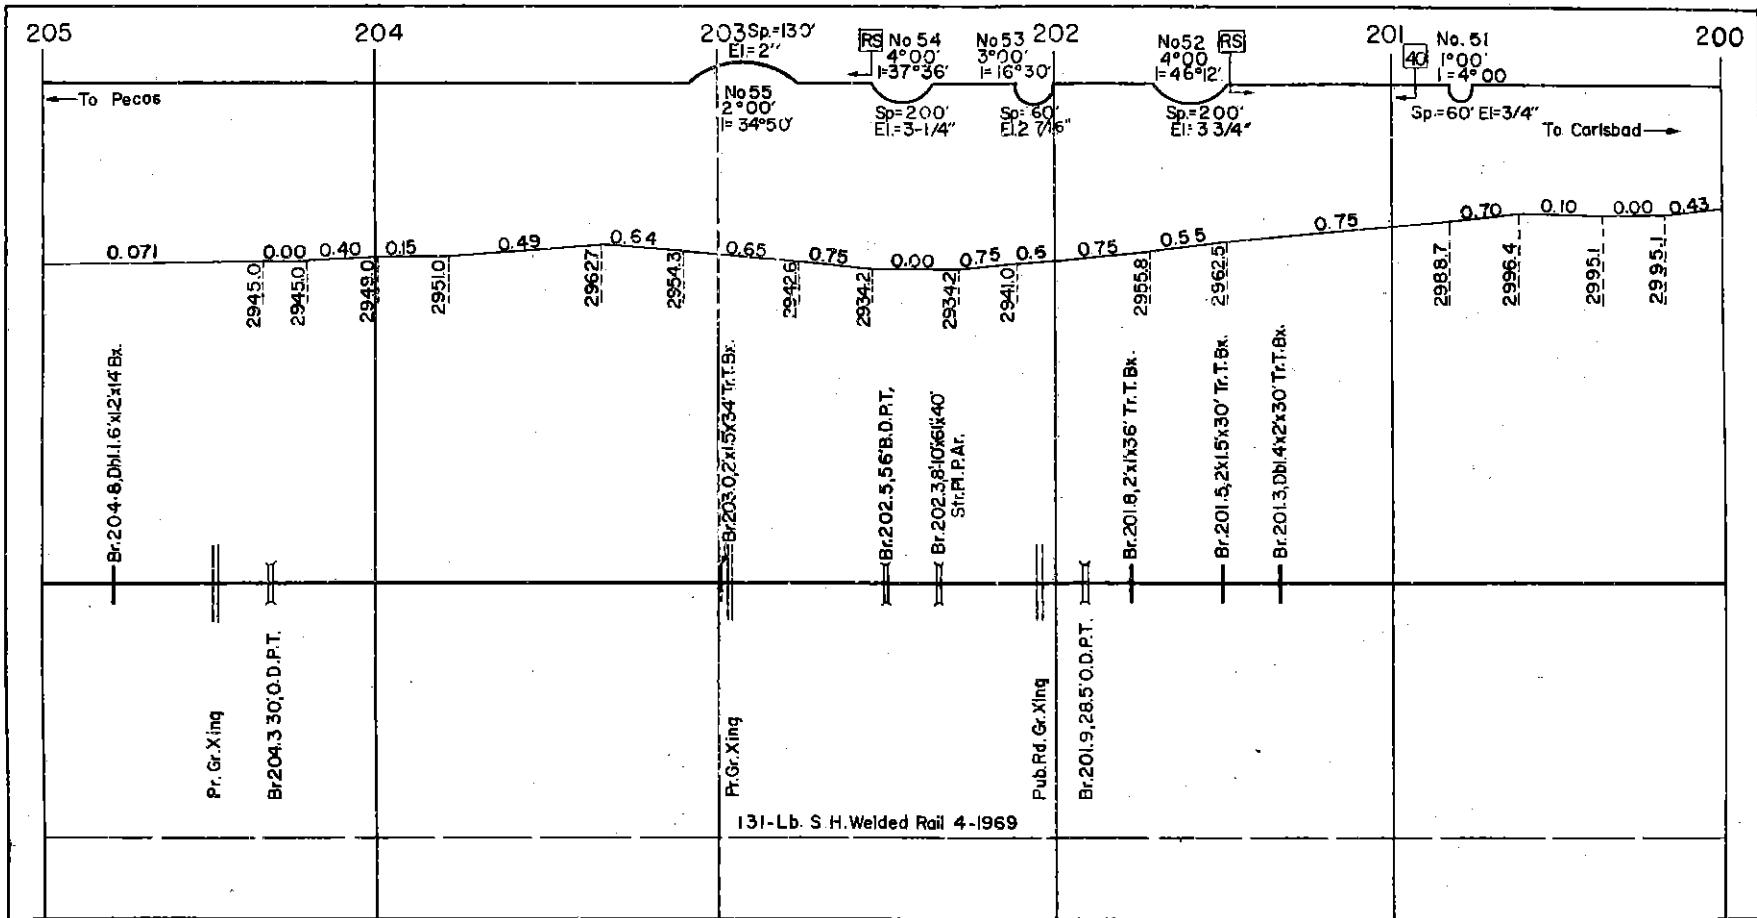 205
204
203
202
201
200
Sp.=130'
El=2"
RS
No 54
4°00'
I=37°36'
No 53
3°00'
I=16°30'
No 52
4°00
I=46°12'
RS
40
No. 51
1°00'
I=4°00
←To Pecos
No 55
2°00'
I=34°50'
Sp=200'
El.=3-1/4"
Sp=60'
El.2 7/16"
Sp.=200'
El=3 3/4"
Sp.=60' El=3/4"
To Carlsbad→
0.071
0.00
0.40
0.15
0.49
0.64
0.65
0.75
0.00
0.75
0.6
0.75
0.55
0.75
0.70
0.10
0.00
0.43
2945.0
2945.0
2949.0
2951.0
2962.7
2954.3
2942.6
2934.2
2934.2
2941.0
2955.8
2962.5
2988.7
2996.4
2995.1
2995.1
Br.204.8,Dbl.1.6'x1.2'x14'Bx.
Br.203.0,2'x1.5'x34'Tr.T.Bx.
Br.202.5,56'B.D.P.T.
Br.202.3,8'-10"x61"x40'
Str.Pl.P.Ar.
Br.201.8,2'x1'x36' Tr.T.Bx.
Br.201.5,2'x1.5'x30' Tr.T.Bx.
Br.201.3,Dbl.4'x2'x30'Tr.T.Bx.
Pr.Gr.Xing
Br.204.3 30',O.D.P.T.
Pr.Gr.Xing
Pub.Rd.Gr.Xing
Br.201.9,28.5'O.D.P.T.
131-Lb. S.H.Welded Rail 4-1969